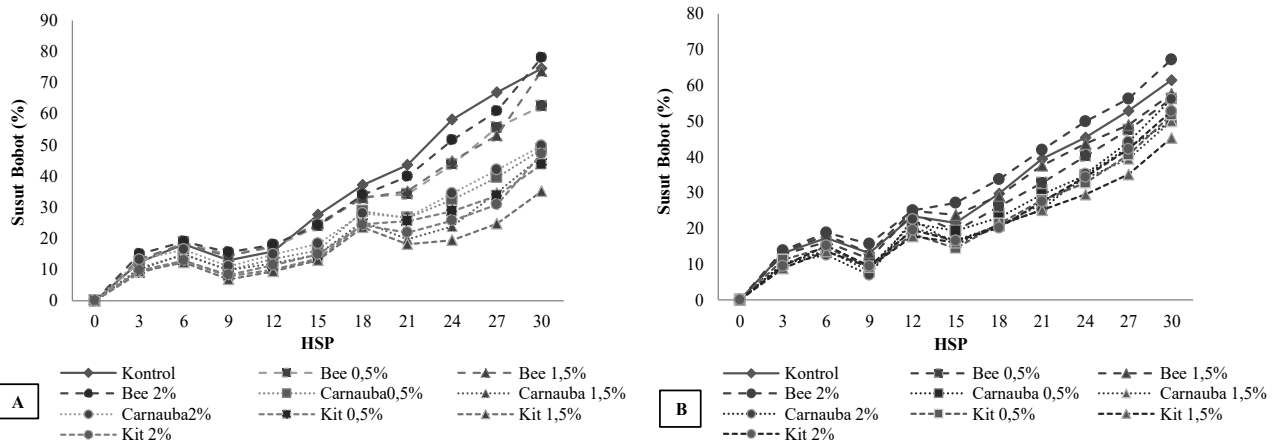 90
80
70
60
50
40
30
20
10
0
Susut Bobot (%)
0 3 6 9 12 15 18 21 24 27 30
HSP
Kontrol Bee 0,5% Bee 1,5%
Bee 2% Carnauba0,5% Carnauba 1,5%
Carnauba2% Kit 0,5% Kit 1,5%
Kit 2%
A
80
70
60
50
40
30
20
10
0
Susut Bobot (%)
0 3 6 9 12 15 18 21 24 27 30
HSP
Kontrol Bee 0,5% Bee 1,5%
Bee 2% Carnauba 0,5% Carnauba 1,5%
Carnauba 2% Kit 0,5% Kit 1,5%
Kit 2%
B